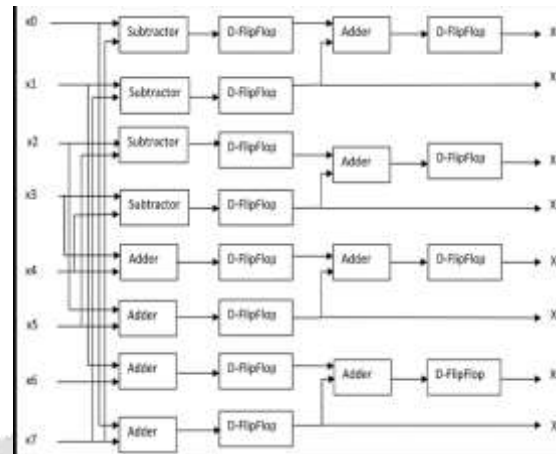 x0
Subtractor D-FlipFlop Adder D-FlipFlop X
x1
Subtractor D-FlipFlop X
x2
Subtractor D-FlipFlop Adder D-FlipFlop X
x3
Subtractor D-FlipFlop X
x4
Adder D-FlipFlop Adder D-FlipFlop X
x5
Adder D-FlipFlop X
x6
Adder D-FlipFlop Adder D-FlipFlop X
x7
Adder D-FlipFlop X